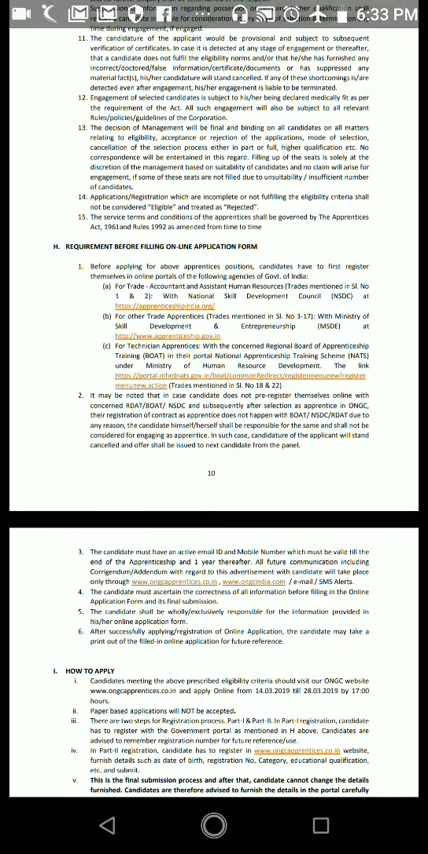 6:33 PM
time during engagement, if engaged.
11. The candidature of the applicant would be provisional and subject to subsequent
verification of certificates. In case it is detected at any stage of engagement or thereafter,
that a candidate does not fulfil the eligibility norms and/or that he/she has furnished any
incorrect/doctored/false information/certificate/documents or has suppressed any
material fact(s), his/her candidature will stand cancelled. If any of these shortcomings is/are
detected even after engagement, his/her engagement is liable to be terminated.
12. Engagement of selected candidates is subject to his/her being declared medically fit as per
the requirement of the Act. All such engagement will also be subject to all relevant
Rules/policies/guidelines of the Corporation.
13. The decision of Management will be final and binding on all candidates on all matters
relating to eligibility, acceptance or rejection of the applications, mode of selection,
cancellation of the selection process either in part or full, higher qualification etc. No
correspondence will be entertained in this regard. Filling up of the seats is solely at the
discretion of the management based on suitability of candidates and no claim will arise for
engagement, if some of these seats are not filled due to unsuitability / insufficient number
of candidates.
14. Applications/Registration which are incomplete or not fulfilling the eligibility criteria shall
not be considered "Eligible" and treated as "Rejected".
15. The service terms and conditions of the apprentices shall be governed by The Apprentices
Act, 1961and Rules 1992 as amended from time to time
H. REQUIREMENT BEFORE FILLING ON-LINE APPLICATION FORM
1. Before applying for above apprentices positions, candidates have to first register
themselves in online portals of the following agencies of Govt. of India:
(a) For Trade - Accountant and Assistant Human Resources (Trades mentioned in Sl. No
1 & 2): With National Skill Development Council (NSDC) at
https://apprenticeshipindia.org/
(b) For other Trade Apprentices (Trades mentioned in Sl. No 3-17): With Ministry of
Skill Development & Entrepreneurship (MSDE) at
http://www.apprenticeship.gov.in
(c) For Technician Apprentices: With the concerned Regional Board of Apprenticeship
Training (BOAT) in their portal National Apprenticeship Training Scheme (NATS)
under Ministry of Human Resource Development. The link
https://portal.mhrdnats.gov.in/boat/commonRedirect/registermenunew!register
menunew.action (Trades mentioned in Sl. No 18 & 22)
2. It may be noted that in case candidate does not pre-register themselves online with
concerned RDAT/BOAT/ NSDC and subsequently after selection as apprentice in ONGC,
their registration of contract as apprentice does not happen with BOAT/ NSDC/RDAT due to
any reason, the candidate himself/herself shall be responsible for the same and shall not be
considered for engaging as apprentice. In such case, candidature of the applicant will stand
cancelled and offer shall be issued to next candidate from the panel.
10
3. The candidate must have an active email ID and Mobile Number which must be valid till the
end of the Apprenticeship and 1 year thereafter. All future communication including
Corrigendum/Addendum with regard to this advertisement with candidate will take place
only through www.ongcapprentices.co.in , www.ongcindia.com / e-mail / SMS Alerts.
4. The candidate must ascertain the correctness of all information before filling in the Online
Application Form and its final submission.
5. The candidate shall be wholly/exclusively responsible for the information provided in
his/her online application form.
6. After successfully applying/registration of Online Application, the candidate may take a
print out of the filled-in online application for future reference.
I. HOW TO APPLY
i. Candidates meeting the above prescribed eligibility criteria should visit our ONGC website
www.ongcapprentices.co.in and apply Online from 14.03.2019 till 28.03.2019 by 17:00
hours.
ii. Paper based applications will NOT be accepted.
iii. There are two steps for Registration process. Part-I & Part-II. In Part-I registration, candidate
has to register with the Government portal as mentioned in H above. Candidates are
advised to remember registration number for future reference/use.
iv. In Part-II registration, candidate has to register in www.ongcapprentices.co.in website,
furnish details such as date of birth, registration No, Category, educational qualification,
etc. and submit.
v. This is the final submission process and after that, candidate cannot change the details
furnished. Candidates are therefore advised to furnish the details in the portal carefully